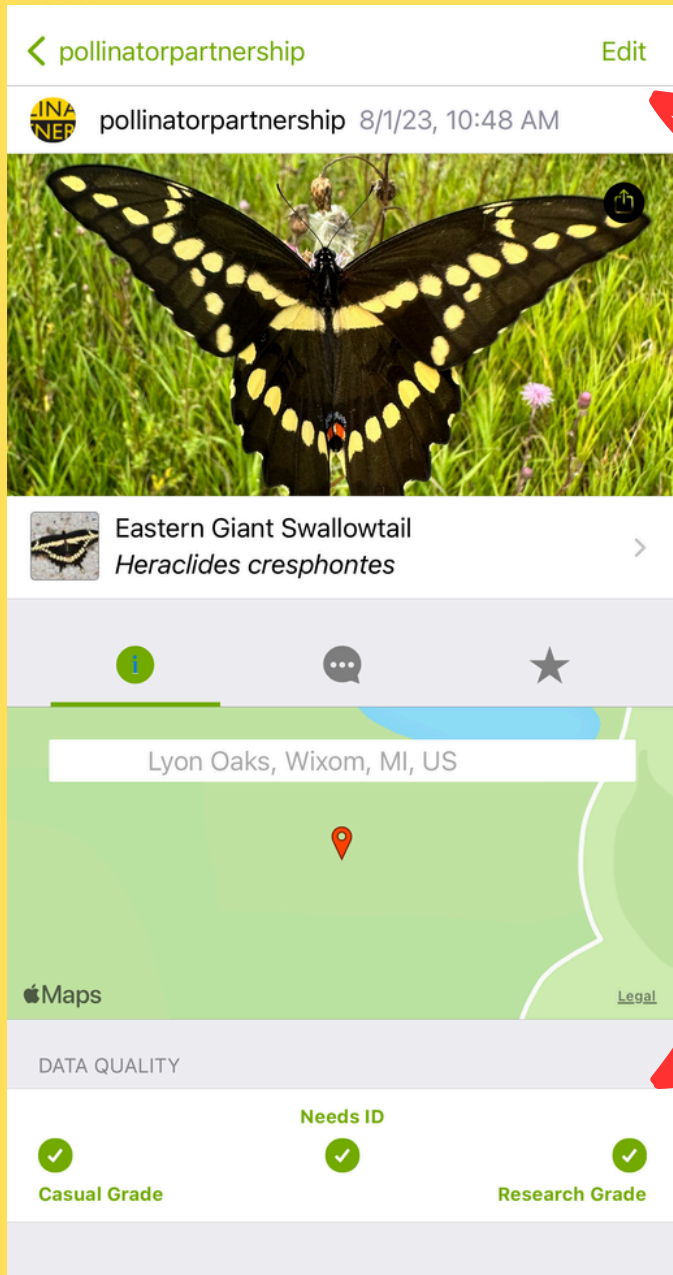 pollinatorpartnership Edit
pollinatorpartnership 8/1/23, 10:48 AM
Eastern Giant Swallowtail
Heraclides cresphontes
Lyon Oaks, Wixom, MI, US
Maps
Legal
DATA QUALITY
Needs ID
Casual Grade Research Grade